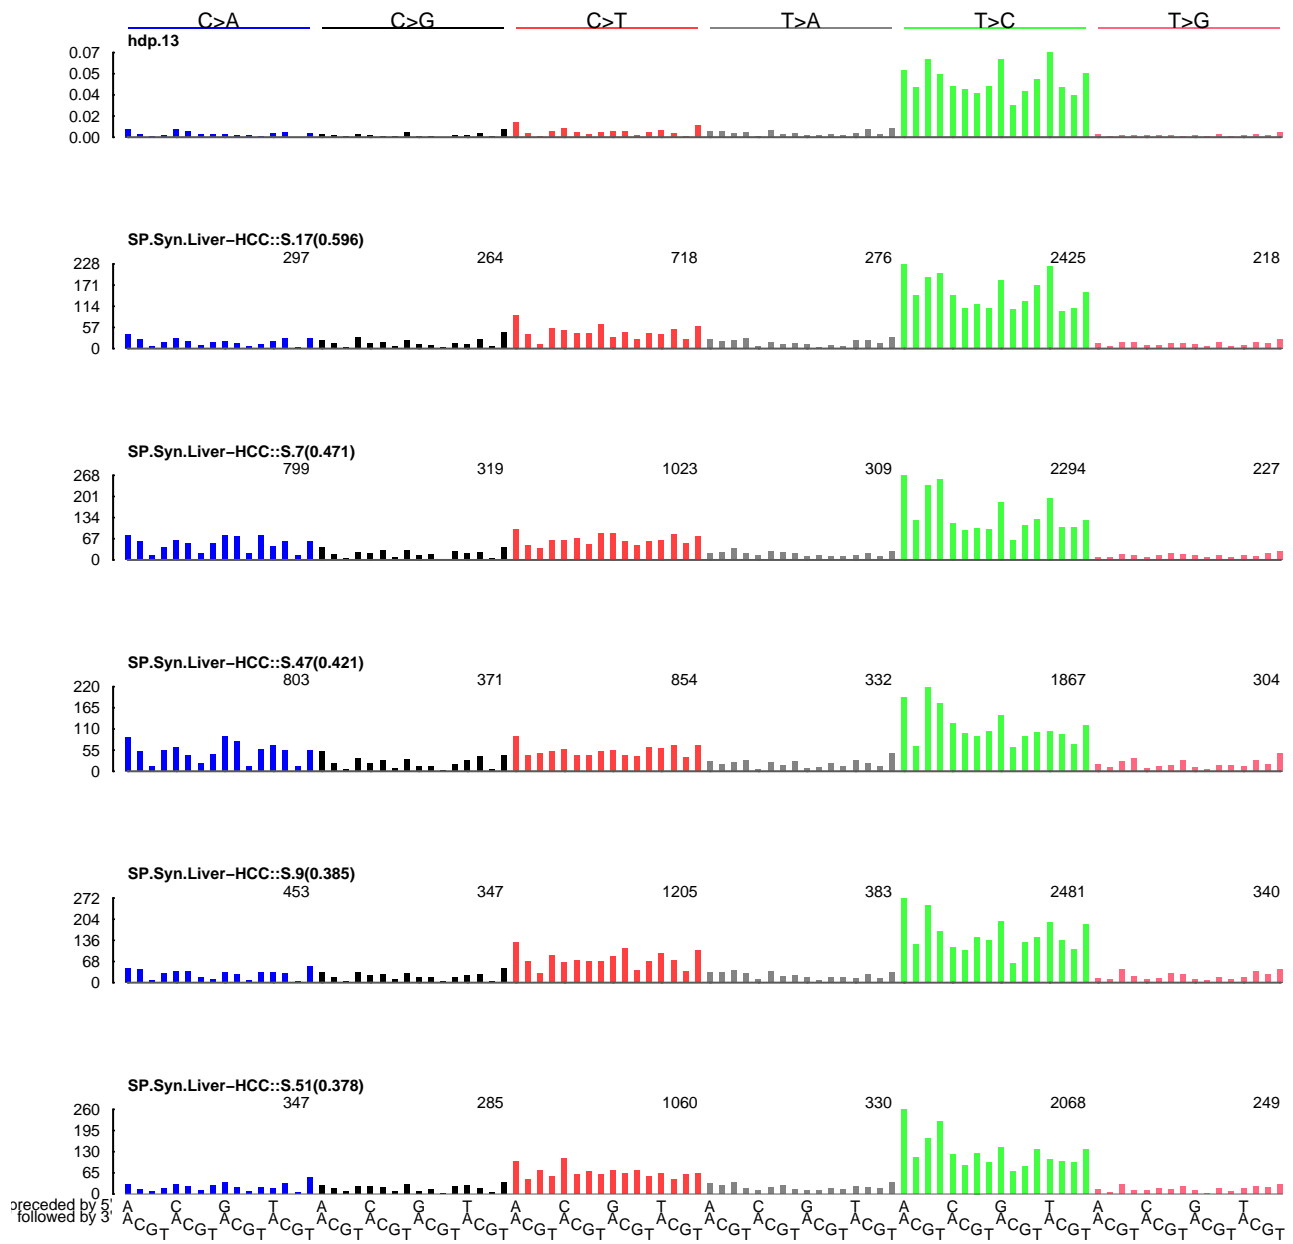 C>A C>G C>T T>A T>C T>G
hdp.13
0.07
0.05
0.04
0.02
0.00
SP.Syn.Liver−HCC::S.17(0.596)
297 264 718 276 2425 218
228
171
114
57
0
SP.Syn.Liver−HCC::S.7(0.471)
799 319 1023 309 2294 227
268
201
134
67
0
SP.Syn.Liver−HCC::S.47(0.421)
803 371 854 332 1867 304
220
165
110
55
0
SP.Syn.Liver−HCC::S.9(0.385)
453 347 1205 383 2481 340
272
204
136
68
0
SP.Syn.Liver−HCC::S.51(0.378)
347 285 1060 330 2068 249
260
195
130
65
0
preceded by 5' A C G T A C G T A C G T A C G T A C G T A C G T
followed by 3' A C G T A C G T A C G T A C G T A C G T A C G T A C G T A C G T A C G T A C G T A C G T A C G T A C G T A C G T A C G T A C G T A C G T A C G T A C G T A C G T A C G T A C G T A C G T A C G T